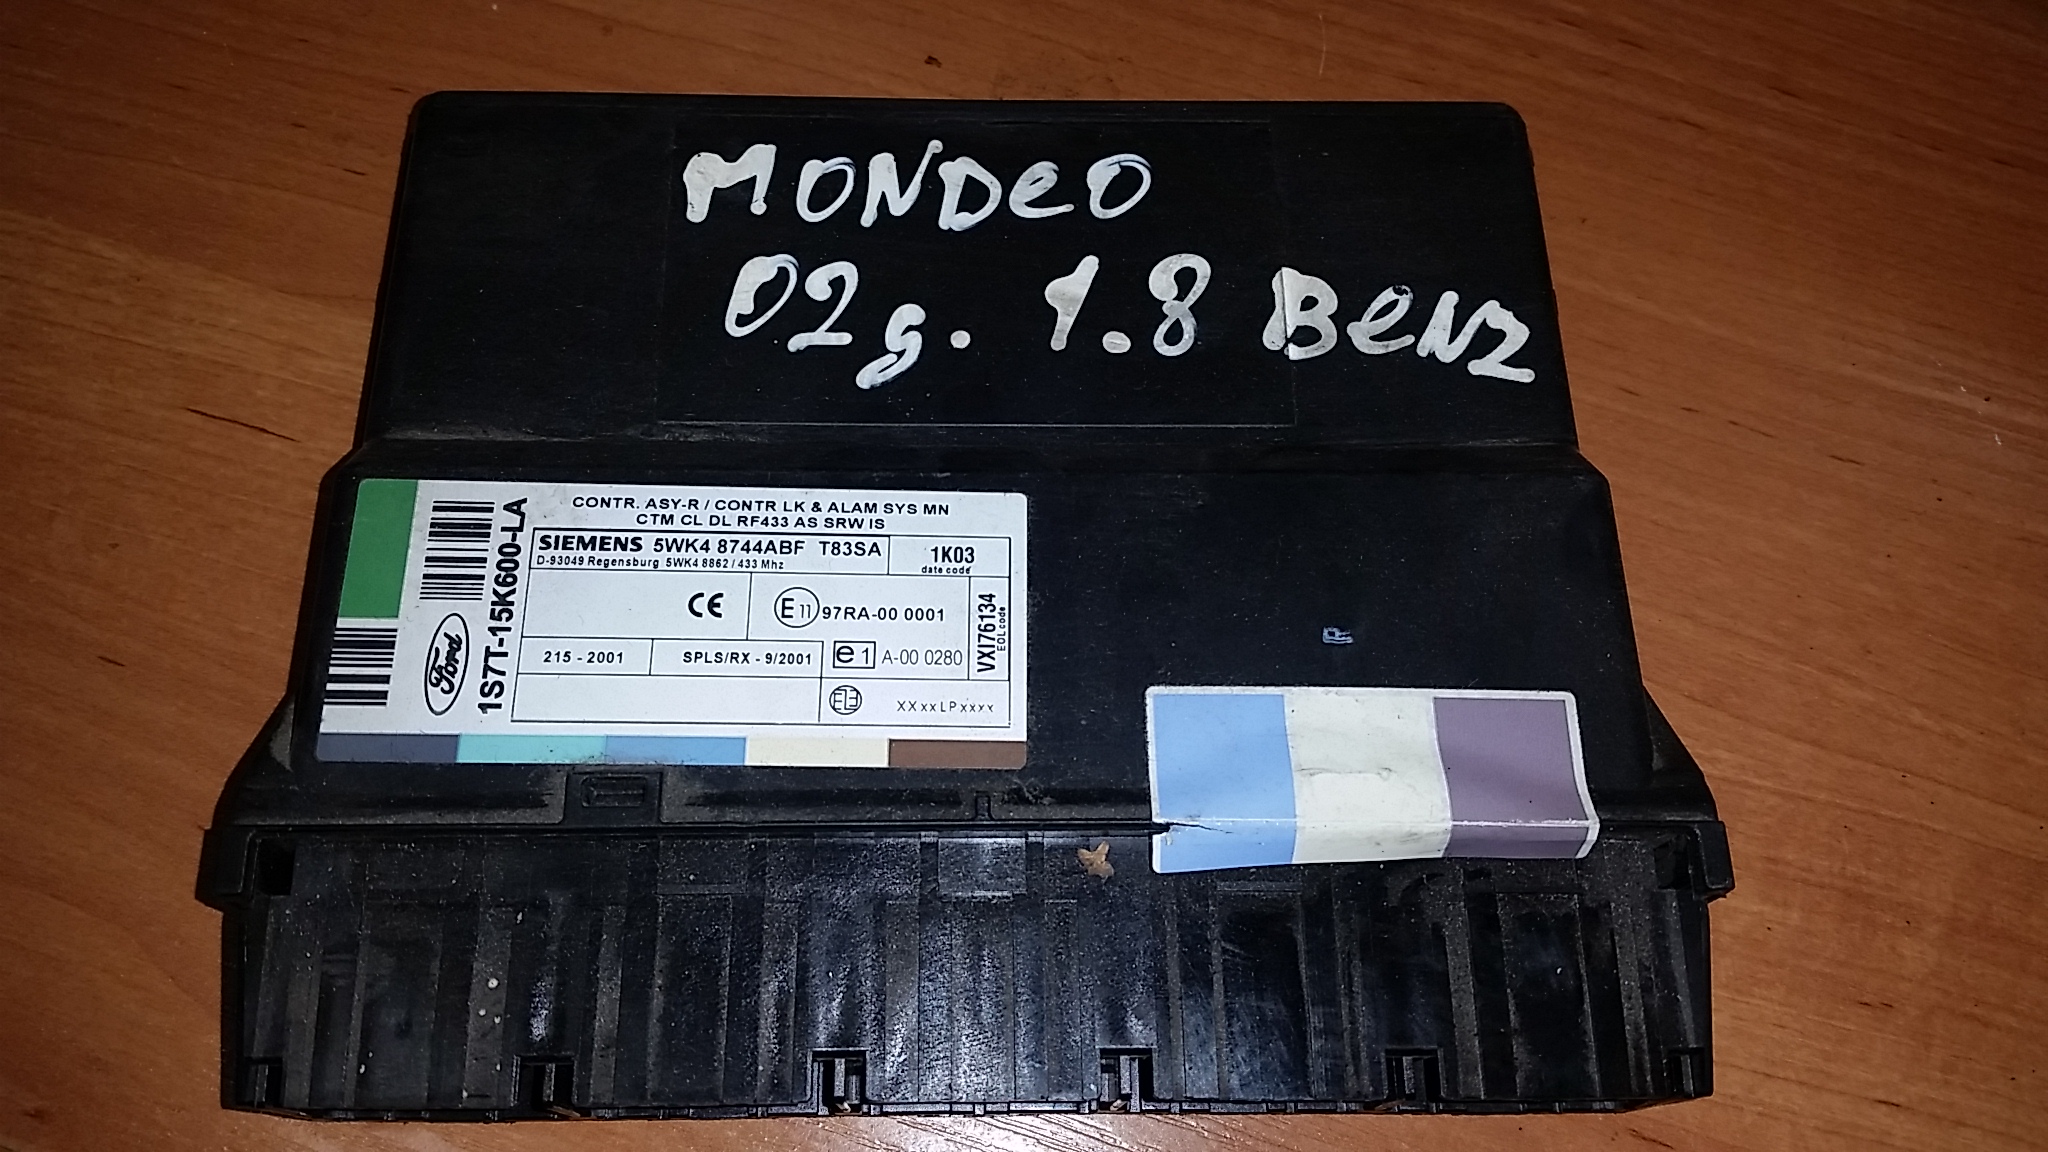 MONDEO
02g. 1.8 BENZ
CONTR. ASY-R / CONTR LK & ALAM SYS MN
CTM CL DL RF433 AS SRW IS
SIEMENS 5WK4 8744ABF T83SA
D-93049 Regensburg 5WK4 8862 / 433 Mhz
1K03
date code
CE
E 11 97RA-00 0001
215 - 2001
SPLS/RX - 9/2001
e1 A-00 0280
XXxxLPxxxx
VXI76134
EOL code
1S7T-15K600-LA
Ford